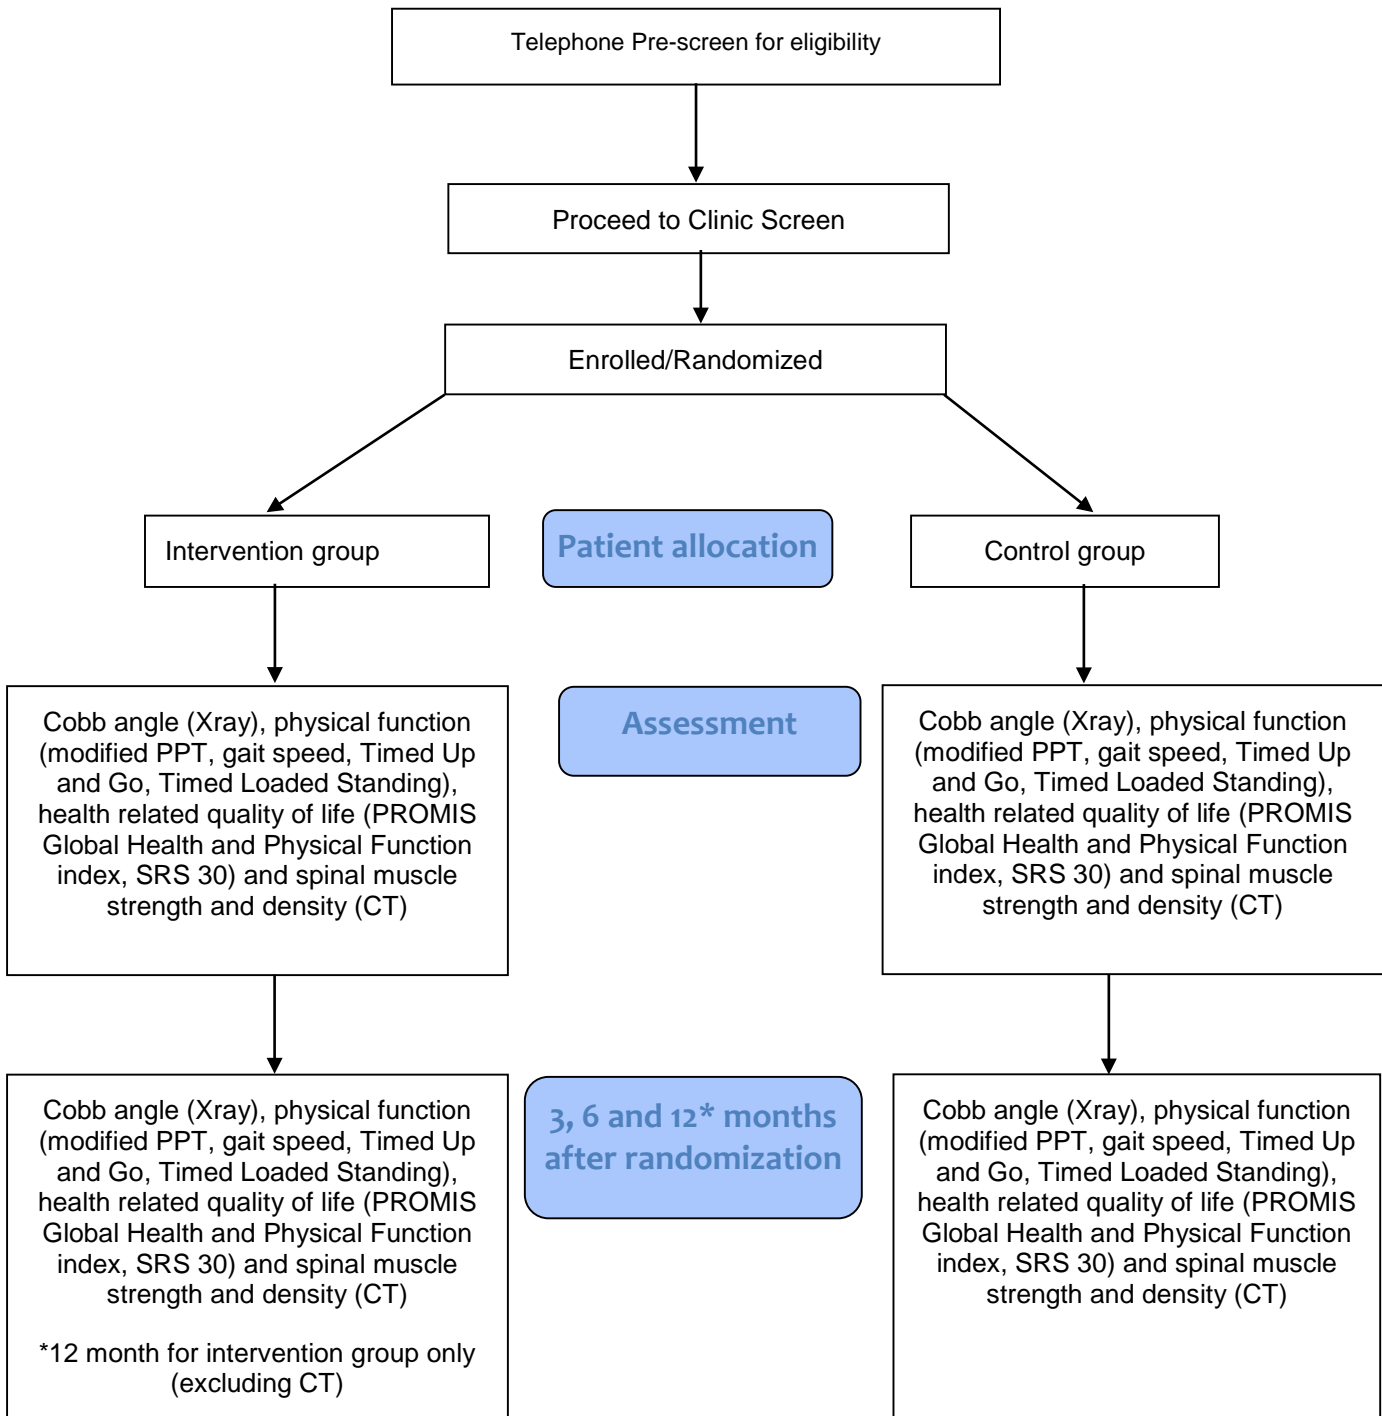 Telephone Pre-screen for eligibility
Proceed to Clinic Screen
Enrolled/Randomized
Intervention group
Patient allocation
Control group
Cobb angle (Xray), physical function
(modified PPT, gait speed, Timed Up
and Go, Timed Loaded Standing),
health related quality of life (PROMIS
Global Health and Physical Function
index, SRS 30) and spinal muscle
strength and density (CT)
Assessment
Cobb angle (Xray), physical function
(modified PPT, gait speed, Timed Up
and Go, Timed Loaded Standing),
health related quality of life (PROMIS
Global Health and Physical Function
index, SRS 30) and spinal muscle
strength and density (CT)
Cobb angle (Xray), physical function
(modified PPT, gait speed, Timed Up
and Go, Timed Loaded Standing),
health related quality of life (PROMIS
Global Health and Physical Function
index, SRS 30) and spinal muscle
strength and density (CT)
*12 month for intervention group only
(excluding CT)
3, 6 and 12* months
after randomization
Cobb angle (Xray), physical function
(modified PPT, gait speed, Timed Up
and Go, Timed Loaded Standing),
health related quality of life (PROMIS
Global Health and Physical Function
index, SRS 30) and spinal muscle
strength and density (CT)